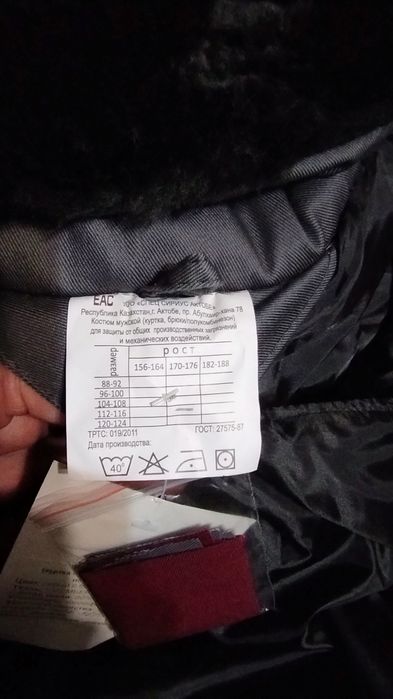 EAC ТОО «СПЕЦ СИРИУС АКТОБЕ»
Республика Казахстан,г. Актобе, пр. Абулхаир-хана 78
Костюм мужской (куртка, брюки/полукомбинезон)
для защиты от общих производственных загрязнений
и механических воздействий.
размер
рост
156-164 170-176 182-188
88-92
96-100
104-108
112-116
120-124
ТРТС: 019/2011 ГОСТ: 27575-87
Дата производства:
40°